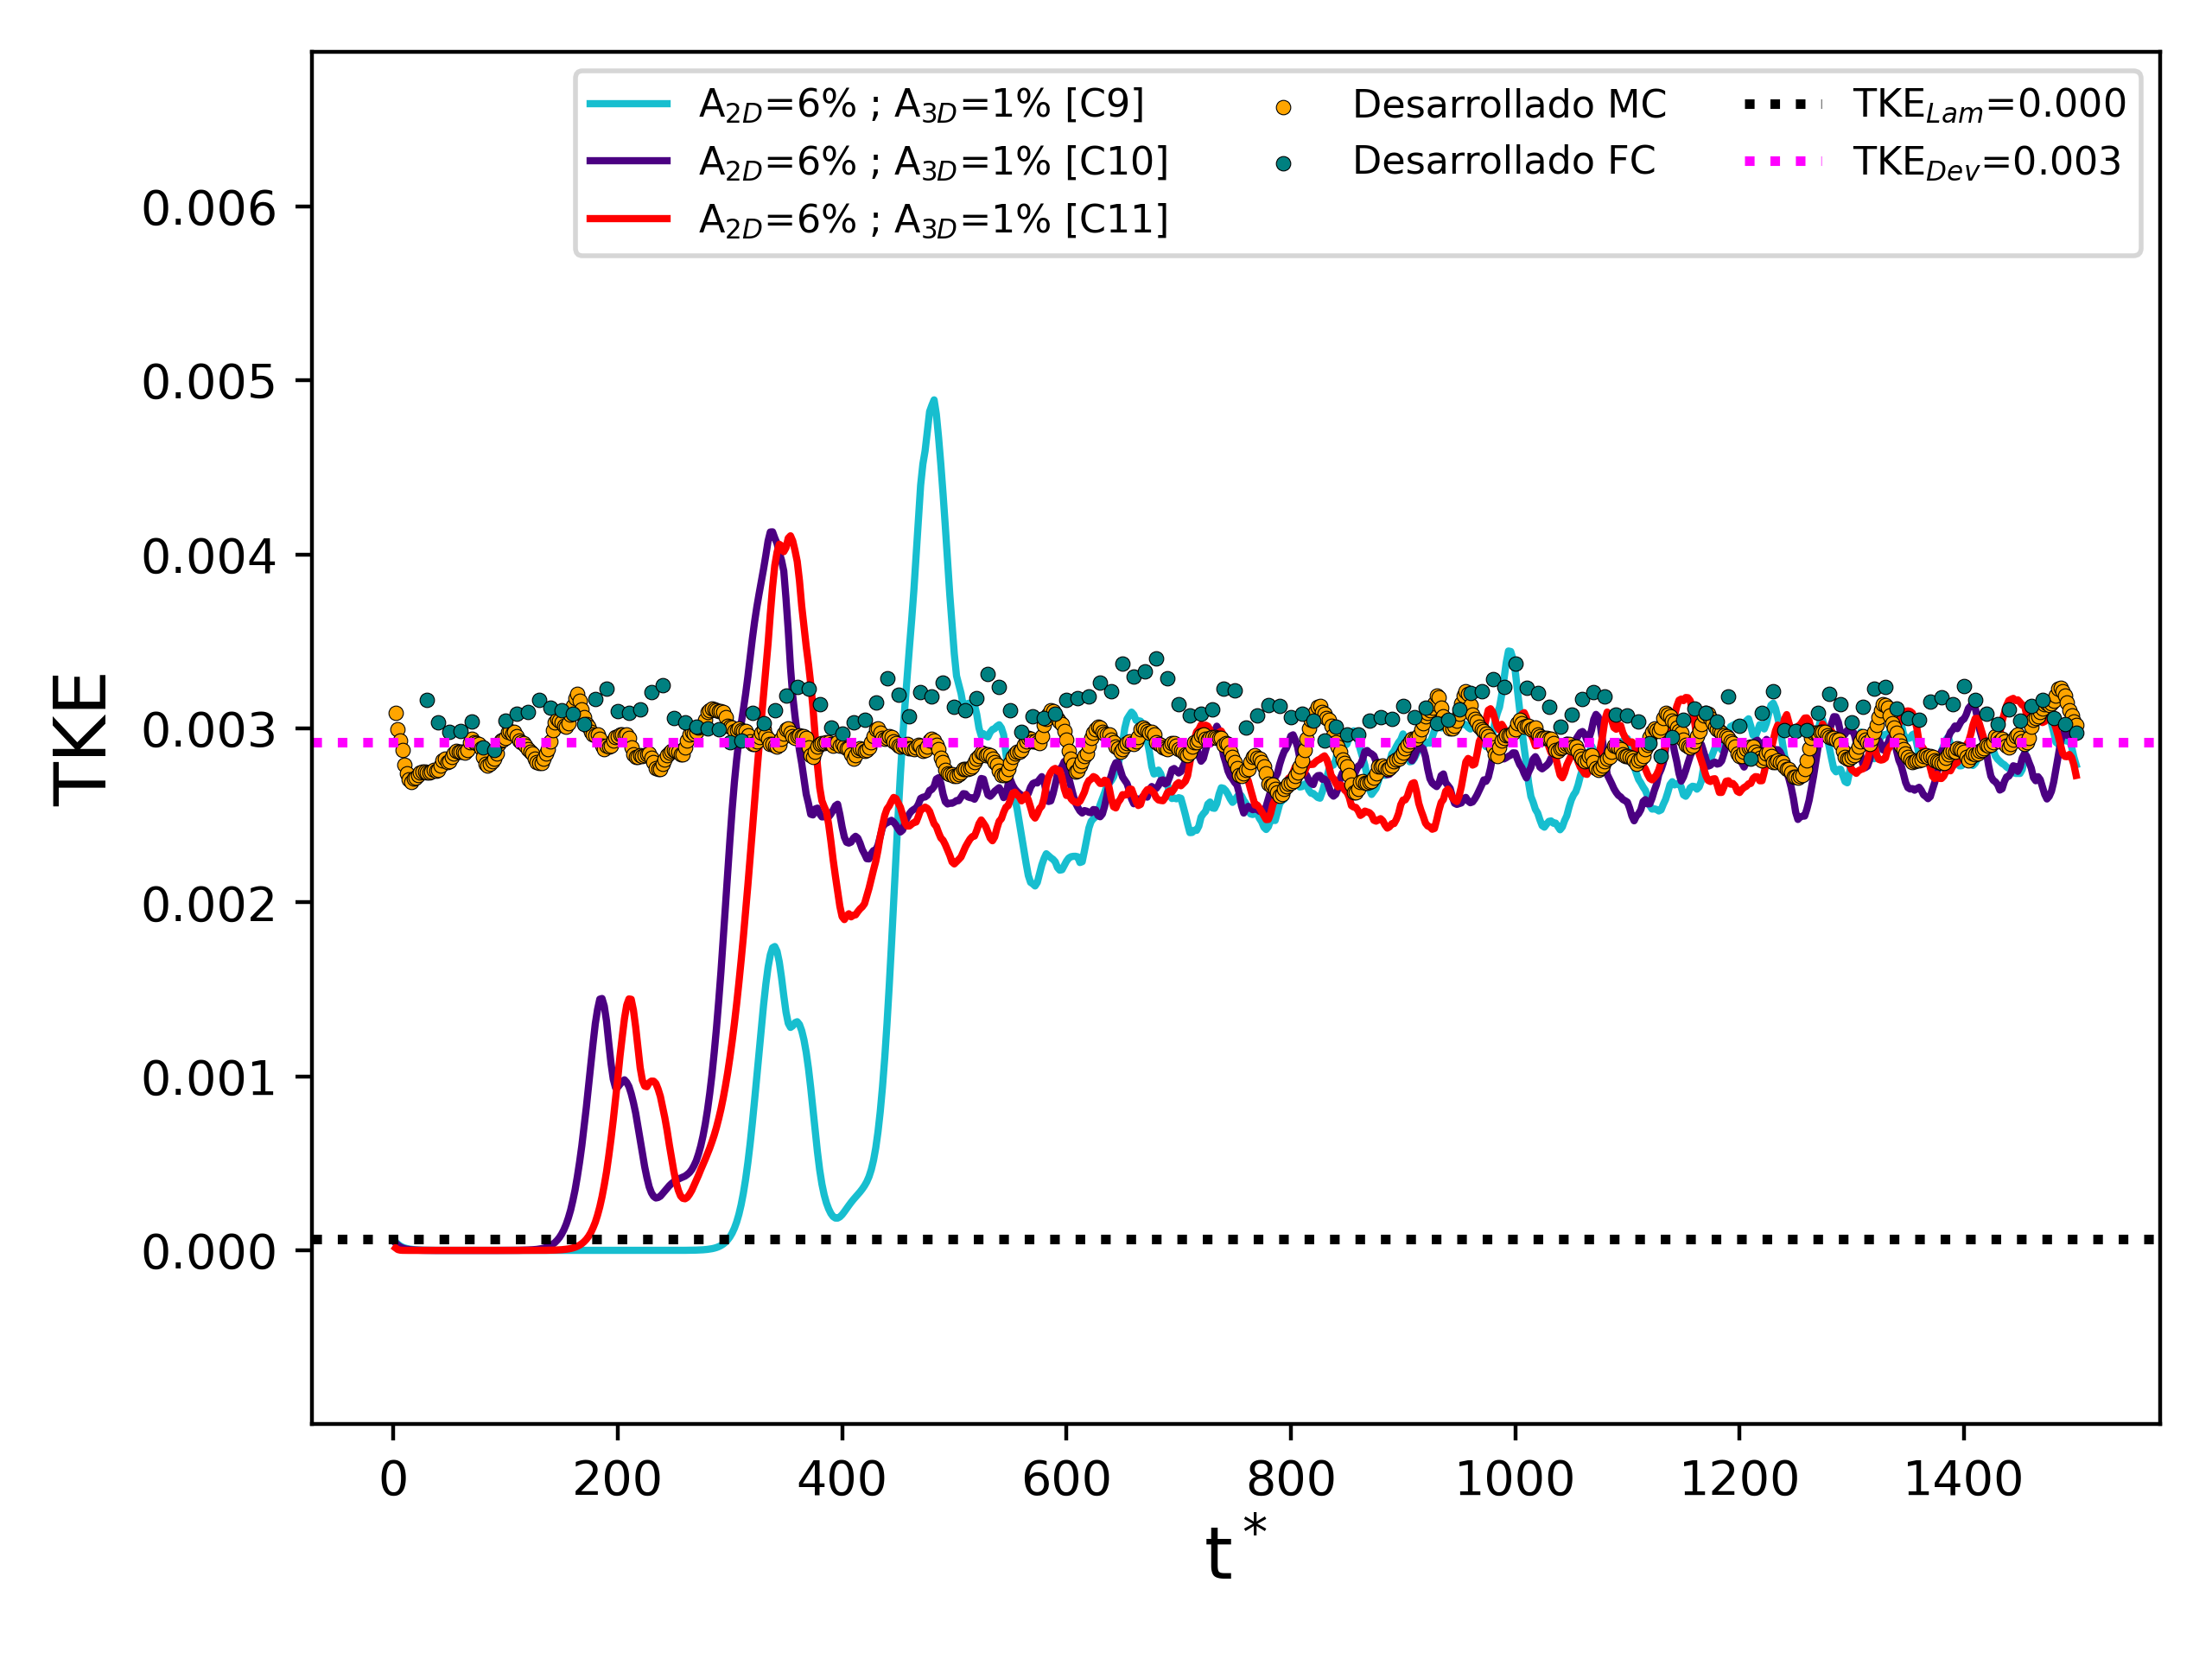 A2D=6% ; A3D=1% [C9]
A2D=6% ; A3D=1% [C10]
A2D=6% ; A3D=1% [C11]
Desarrollado MC
Desarrollado FC
TKELam=0.000
TKEDev=0.003
TKE
0.006
0.005
0.004
0.003
0.002
0.001
0.000
0 200 400 600 800 1000 1200 1400
t*